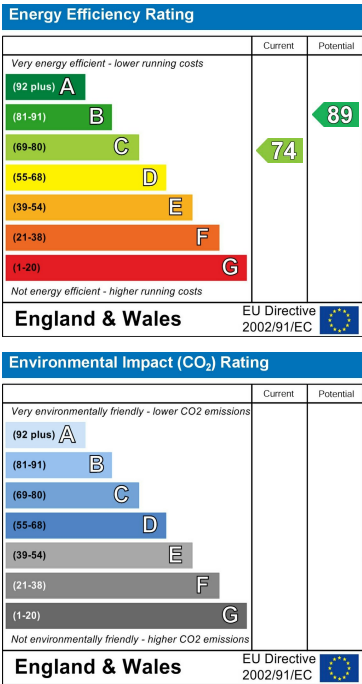 Energy Efficiency Rating
Current Potential
Very energy efficient - lower running costs
(92 plus) A
(81-91) B
89
(69-80) C
74
(55-68) D
(39-54) E
(21-38) F
(1-20) G
Not energy efficient - higher running costs
England & Wales
EU Directive
2002/91/EC
Environmental Impact (CO₂) Rating
Current Potential
Very environmentally friendly - lower CO2 emissions
(92 plus) A
(81-91) B
(69-80) C
(55-68) D
(39-54) E
(21-38) F
(1-20) G
Not environmentally friendly - higher CO2 emissions
England & Wales
EU Directive
2002/91/EC